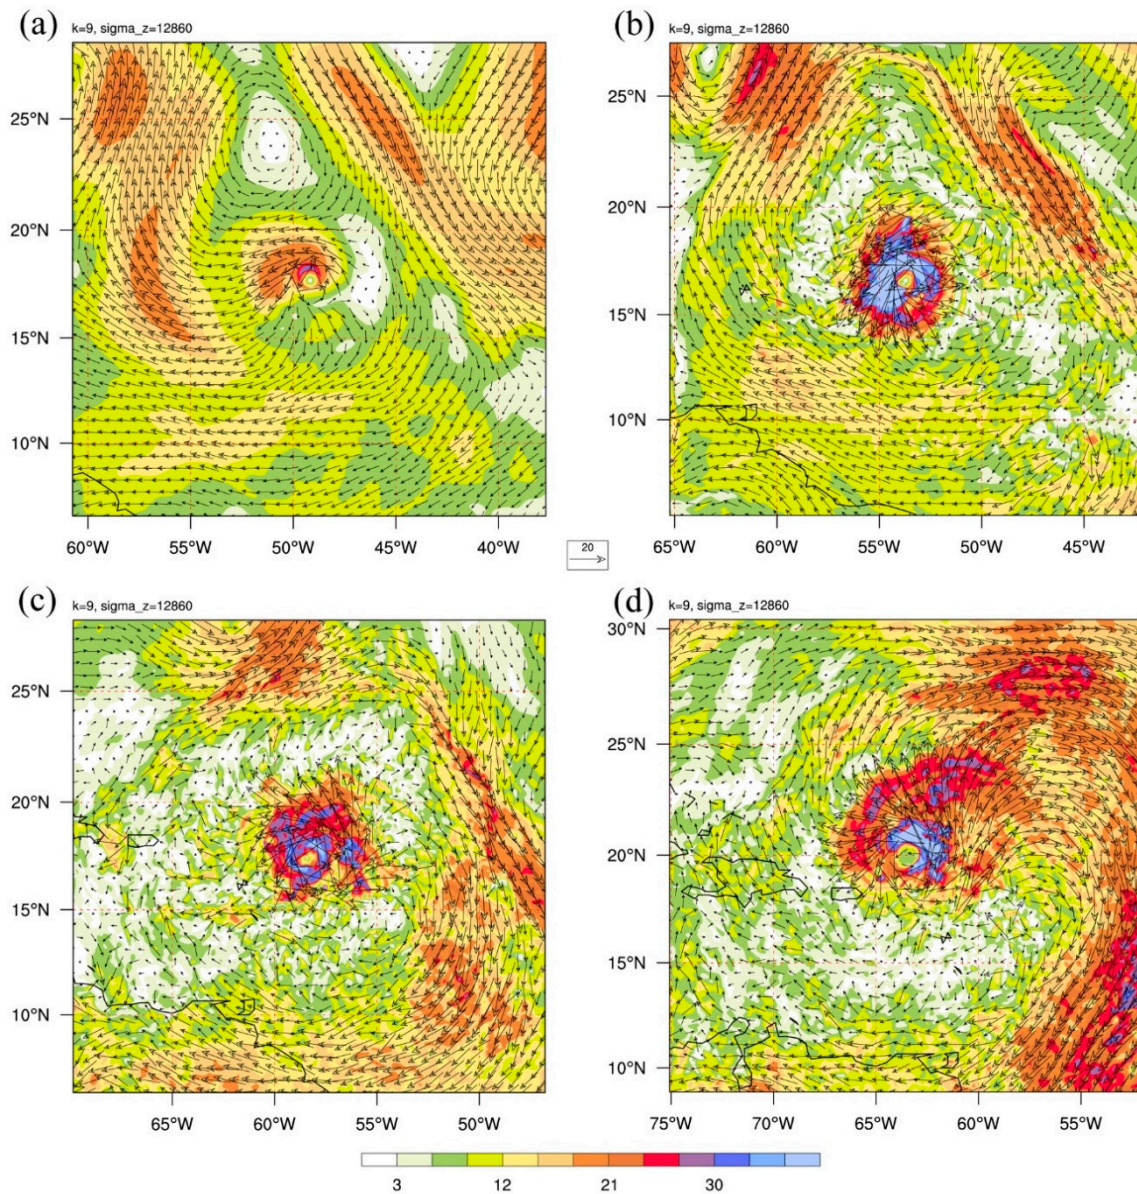 (a)
k=9, sigma_z=12860
25°N
20°N
15°N
10°N
60°W 55°W 50°W 45°W 40°W
(b)
k=9, sigma_z=12860
25°N
20°N
15°N
10°N
65°W 60°W 55°W 50°W 45°W
20
(c)
k=9, sigma_z=12860
25°N
20°N
15°N
10°N
65°W 60°W 55°W 50°W
(d)
k=9, sigma_z=12860
30°N
25°N
20°N
15°N
10°N
75°W 70°W 65°W 60°W 55°W
3 12 21 30